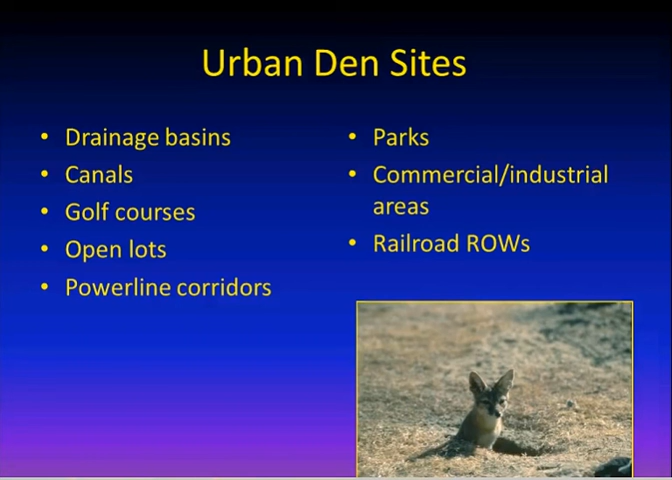 Urban Den Sites
• Drainage basins
• Canals
• Golf courses
• Open lots
• Powerline corridors
• Parks
• Commercial/industrial
areas
• Railroad ROWs